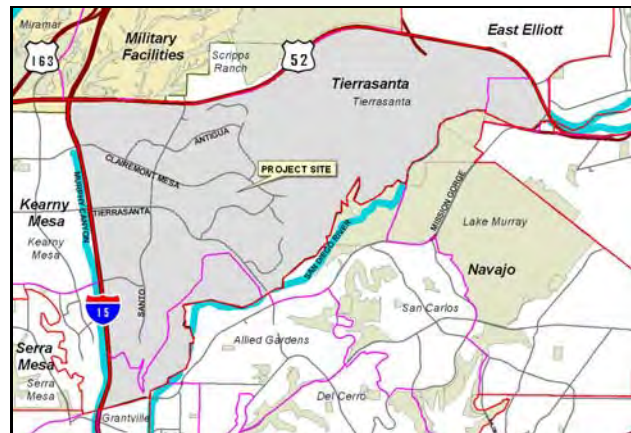 Miramar
163
Military
Facilities
Scripps
Ranch
52
East Elliott
Tierrasanta
Tierrasanta
ANTIGUA
CLAIREMONT MESA
PROJECT SITE
MURPHY CANYON
TIERRASANTA
Kearny
Mesa
Kearny
Mesa
SANTO
SAN DIEGO RIVER
MISSION GORGE
Lake Murray
Navajo
15
San Carlos
Serra
Mesa
Serra
Mesa
Allied Gardens
Del Cerro
Grantville